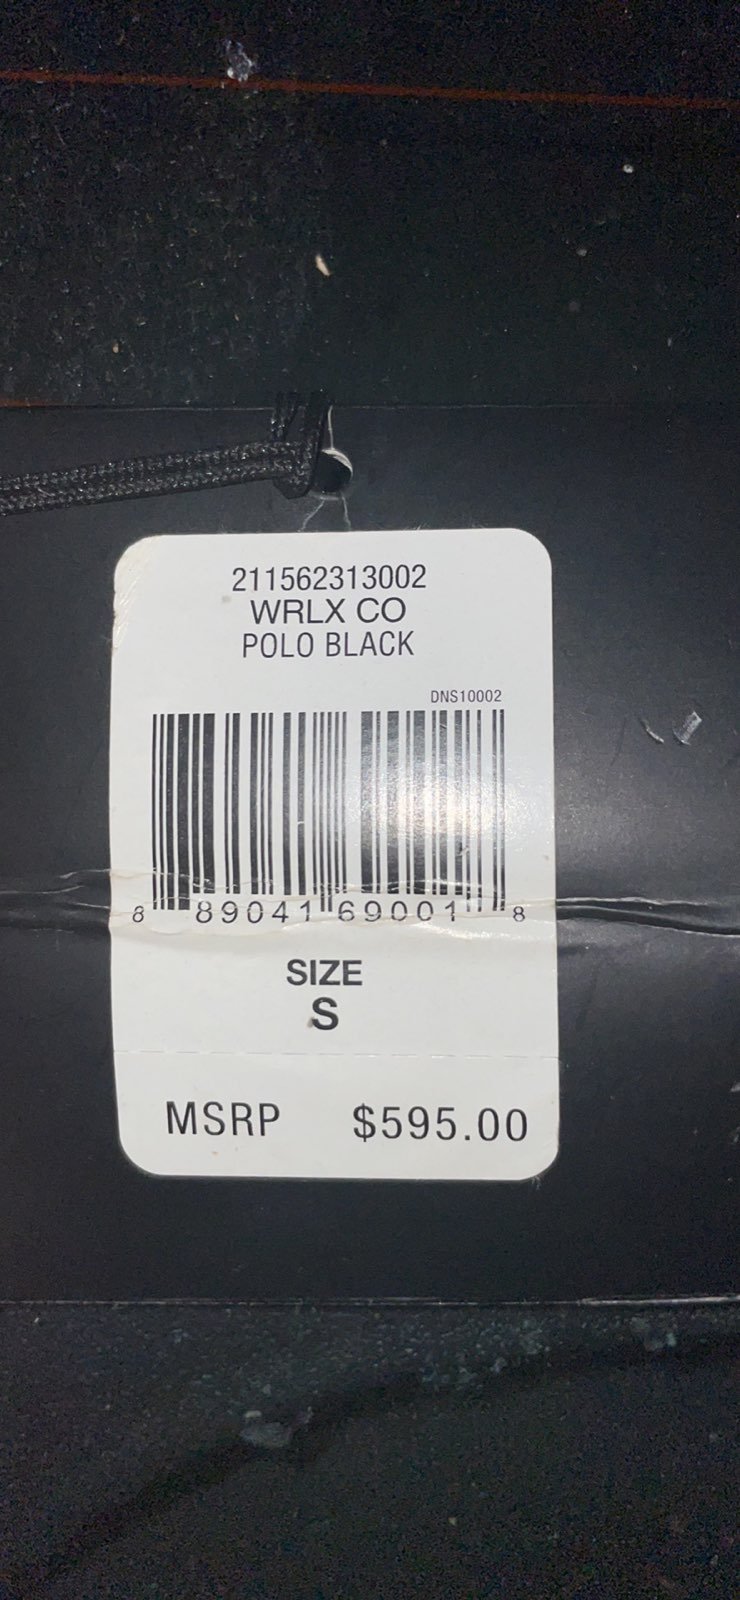 211562313002
WRLX CO
POLO BLACK
DNS10002
8 89041 69001 8
SIZE
S
MSRP $595.00